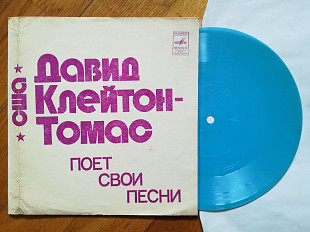 ★ США ★
Давид
Клейтон-
Томас
ПОЕТ
СВОИ
ПЕСНИ